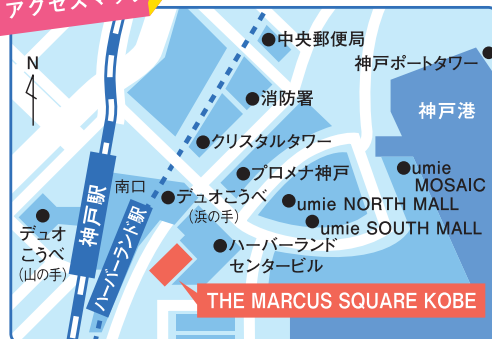 アクセスマップ
N
中央郵便局
神戸ポートタワー
消防署
神戸港
クリスタルタワー
プロメナ神戸
umie
MOSAIC
南口
デュオこうべ
(浜の手)
umie NORTH MALL
umie SOUTH MALL
神戸駅
ハーバーランド駅
デュオ
こうべ
(山の手)
ハーバーランド
センタービル
THE MARCUS SQUARE KOBE